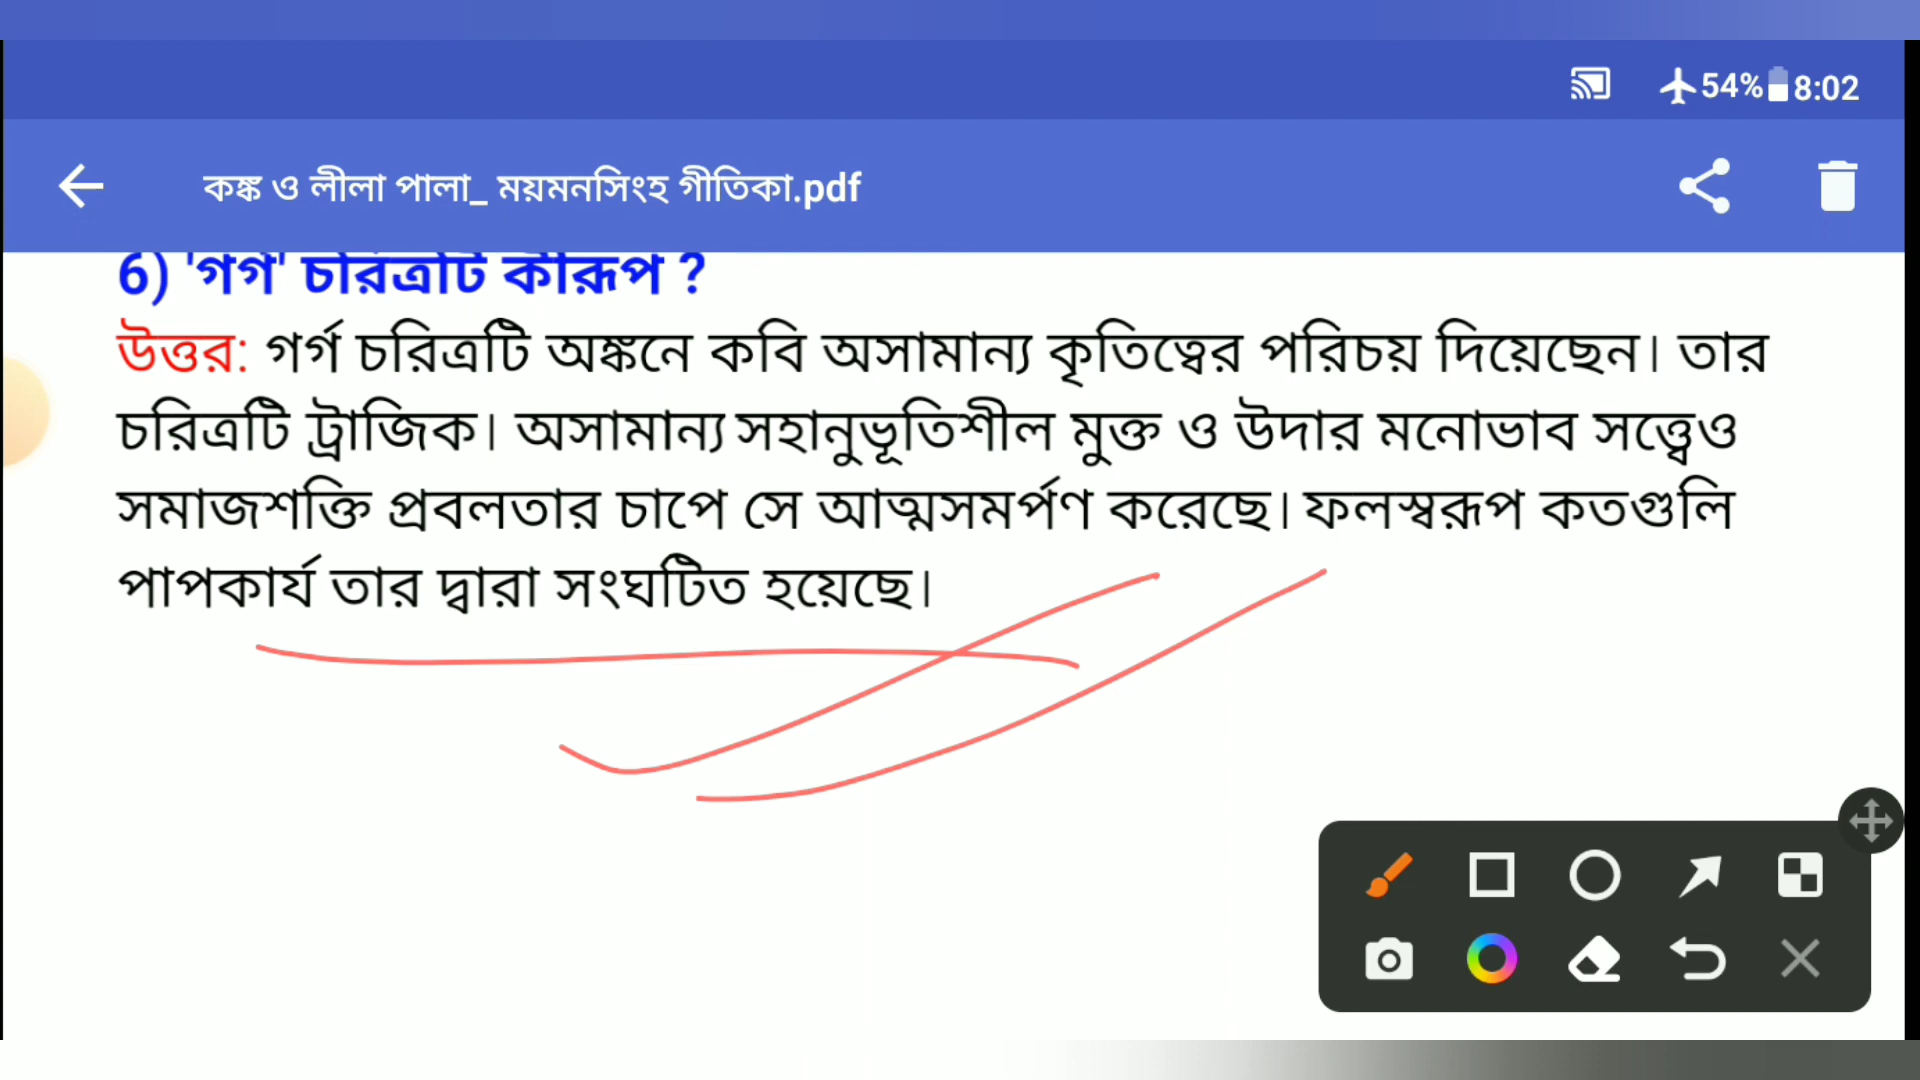 54% 8:02
কঙ্ক ও লীলা পালা_ ময়মনসিংহ গীতিকা.pdf
6) 'গর্গ' চরিত্রটি কীরূপ ?
উত্তর: গর্গ চরিত্রটি অঙ্কনে কবি অসামান্য কৃতিত্বের পরিচয় দিয়েছেন। তার
চরিত্রটি ট্রাজিক। অসামান্য সহানুভূতিশীল মুক্ত ও উদার মনোভাব সত্ত্বেও
সমাজশক্তি প্রবলতার চাপে সে আত্মসমর্পণ করেছে। ফলস্বরূপ কতগুলি
পাপকার্য তার দ্বারা সংঘটিত হয়েছে।